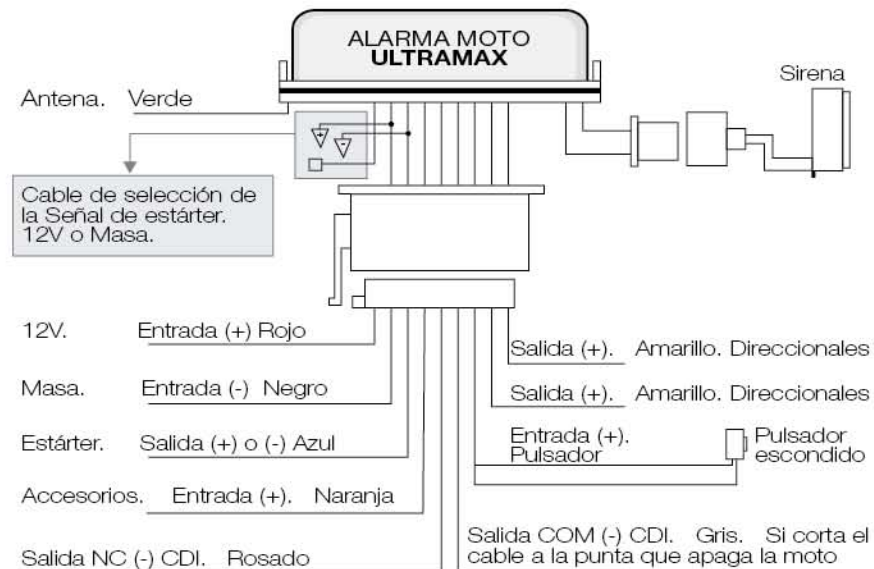 ALARMA MOTO
ULTRAMAX
Sirena
Antena. Verde
+
-
Cable de selección de
la Señal de estárter.
12V o Masa.
12V. Entrada (+) Rojo
Masa. Entrada (-) Negro
Estárter. Salida (+) o (-) Azul
Accesorios. Entrada (+). Naranja
Salida NC (-) CDI. Rosado
Salida (+). Amarillo. Direccionales
Salida (+). Amarillo. Direccionales
Entrada (+).
Pulsador
Pulsador
escondido
Salida COM (-) CDI. Gris. Si corta el
cable a la punta que apaga la moto